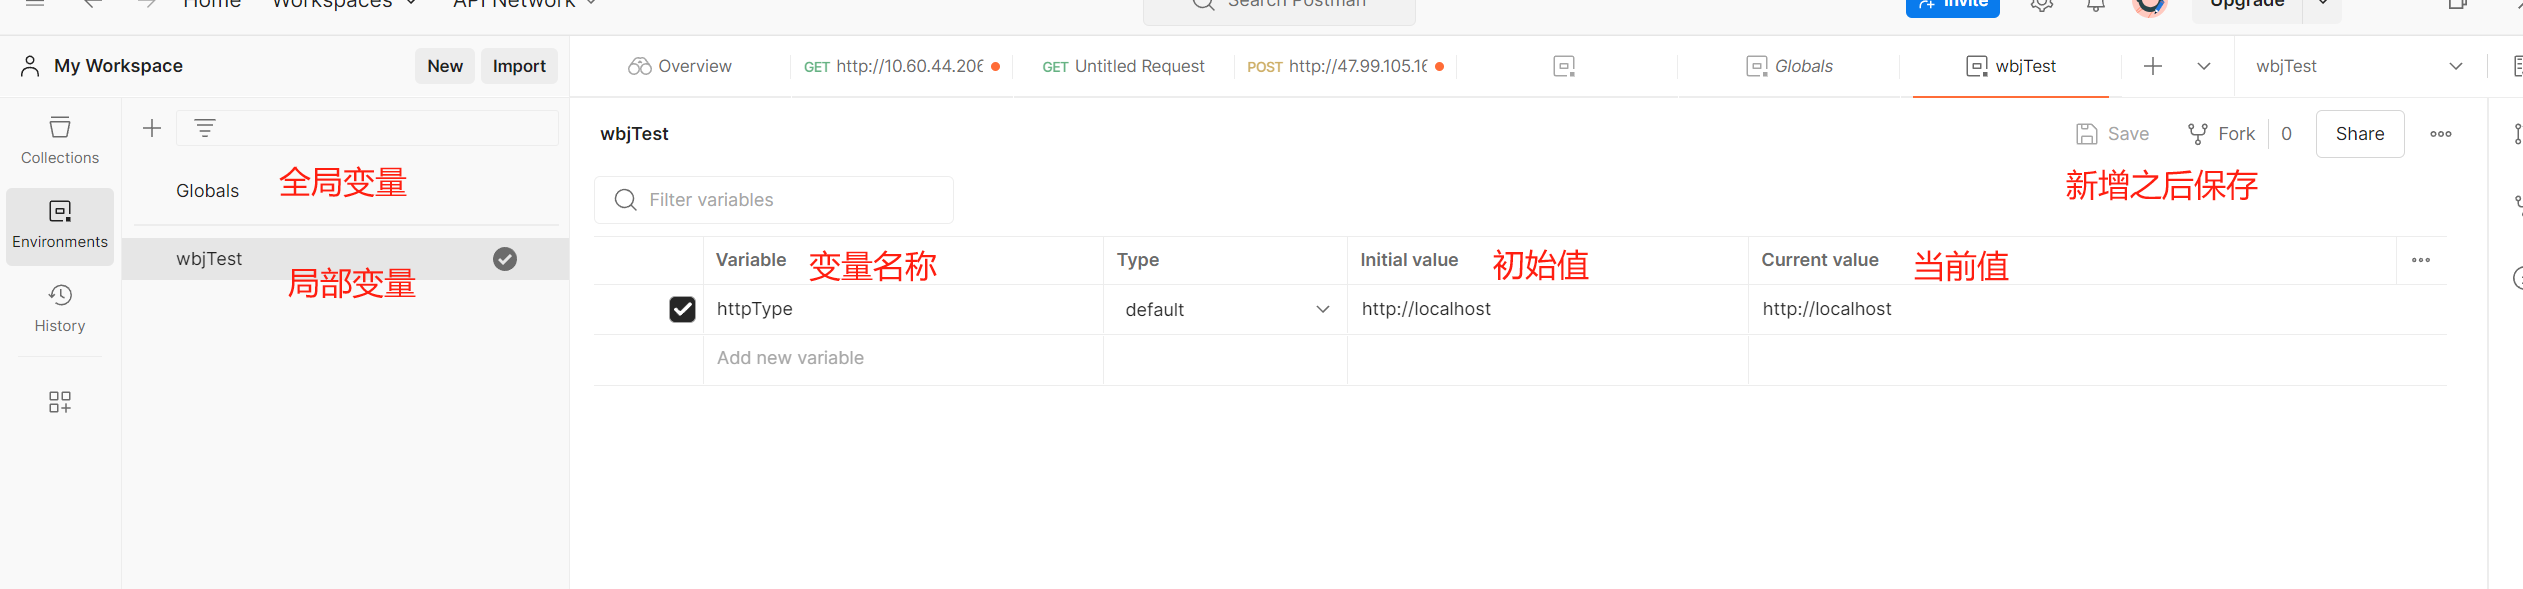 Home Workspaces API Network Search Postman Invite Upgrade
My Workspace New Import
Overview GET http://10.60.44.206 GET Untitled Request POST http://47.99.105.16 Globals wbjTest wbjTest
Collections
Environments
History
Globals 全局变量
wbjTest
局部变量
wbjTest Save Fork 0 Share
新增之后保存
Filter variables
Variable 变量名称 Type Initial value 初始值 Current value 当前值
httpType default http://localhost http://localhost
Add new variable